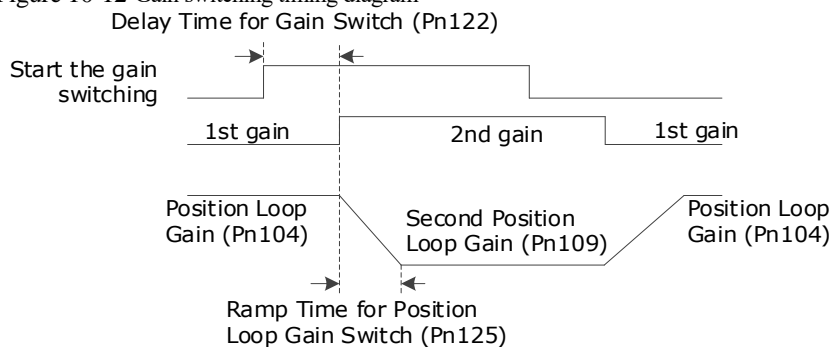 Figure 10-12 Gain switching timing diagram
Delay Time for Gain Switch (Pn122)
Start the gain
switching
1st gain
2nd gain
1st gain
Position Loop
Gain (Pn104)
Second Position
Loop Gain (Pn109)
Position Loop
Gain (Pn104)
Ramp Time for Position
Loop Gain Switch (Pn125)